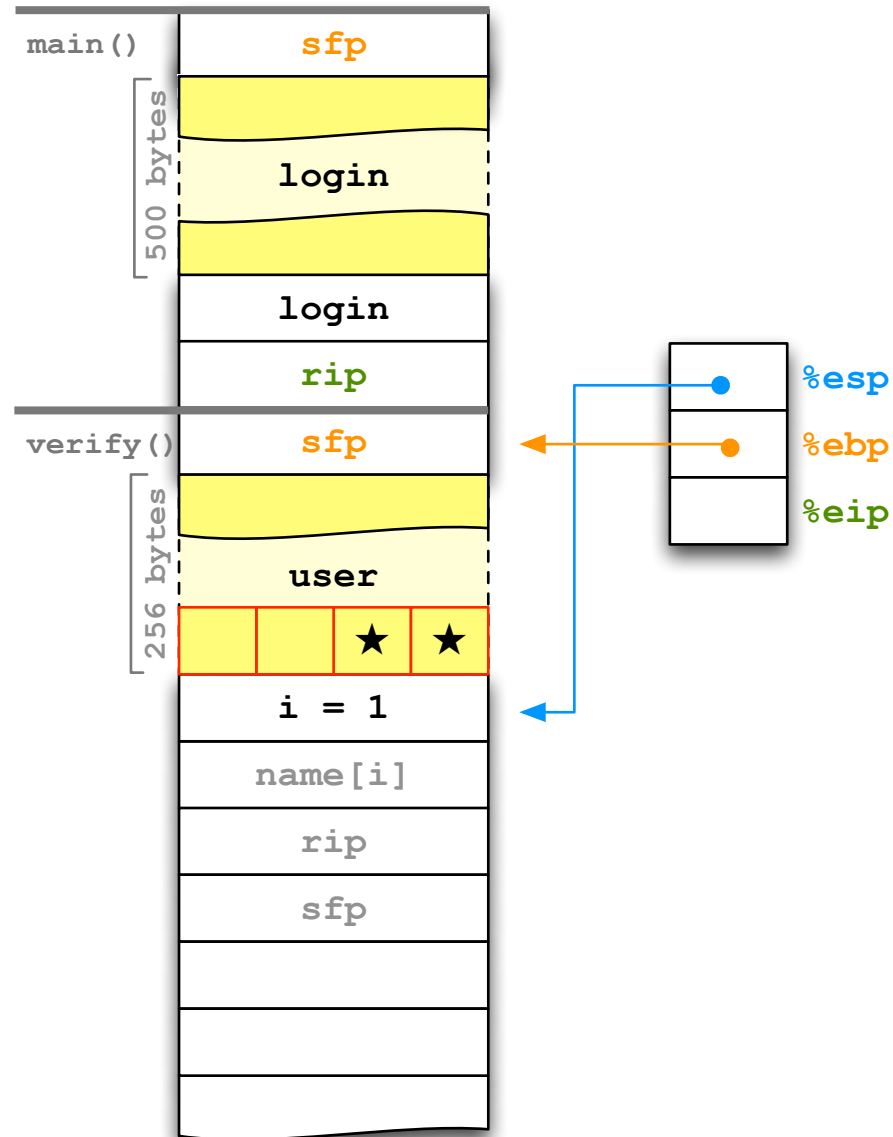 main()
sfp
500 bytes
login
login
rip
%esp
verify()
sfp
%ebp
%eip
256 bytes
user
★ ★
i = 1
name[i]
rip
sfp